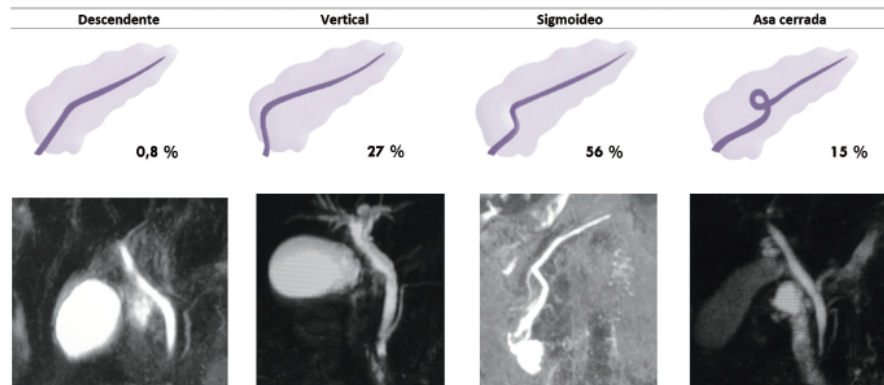 Descendente Vertical Sigmoideo Asa cerrada
0,8 % 27 % 56 % 15 %